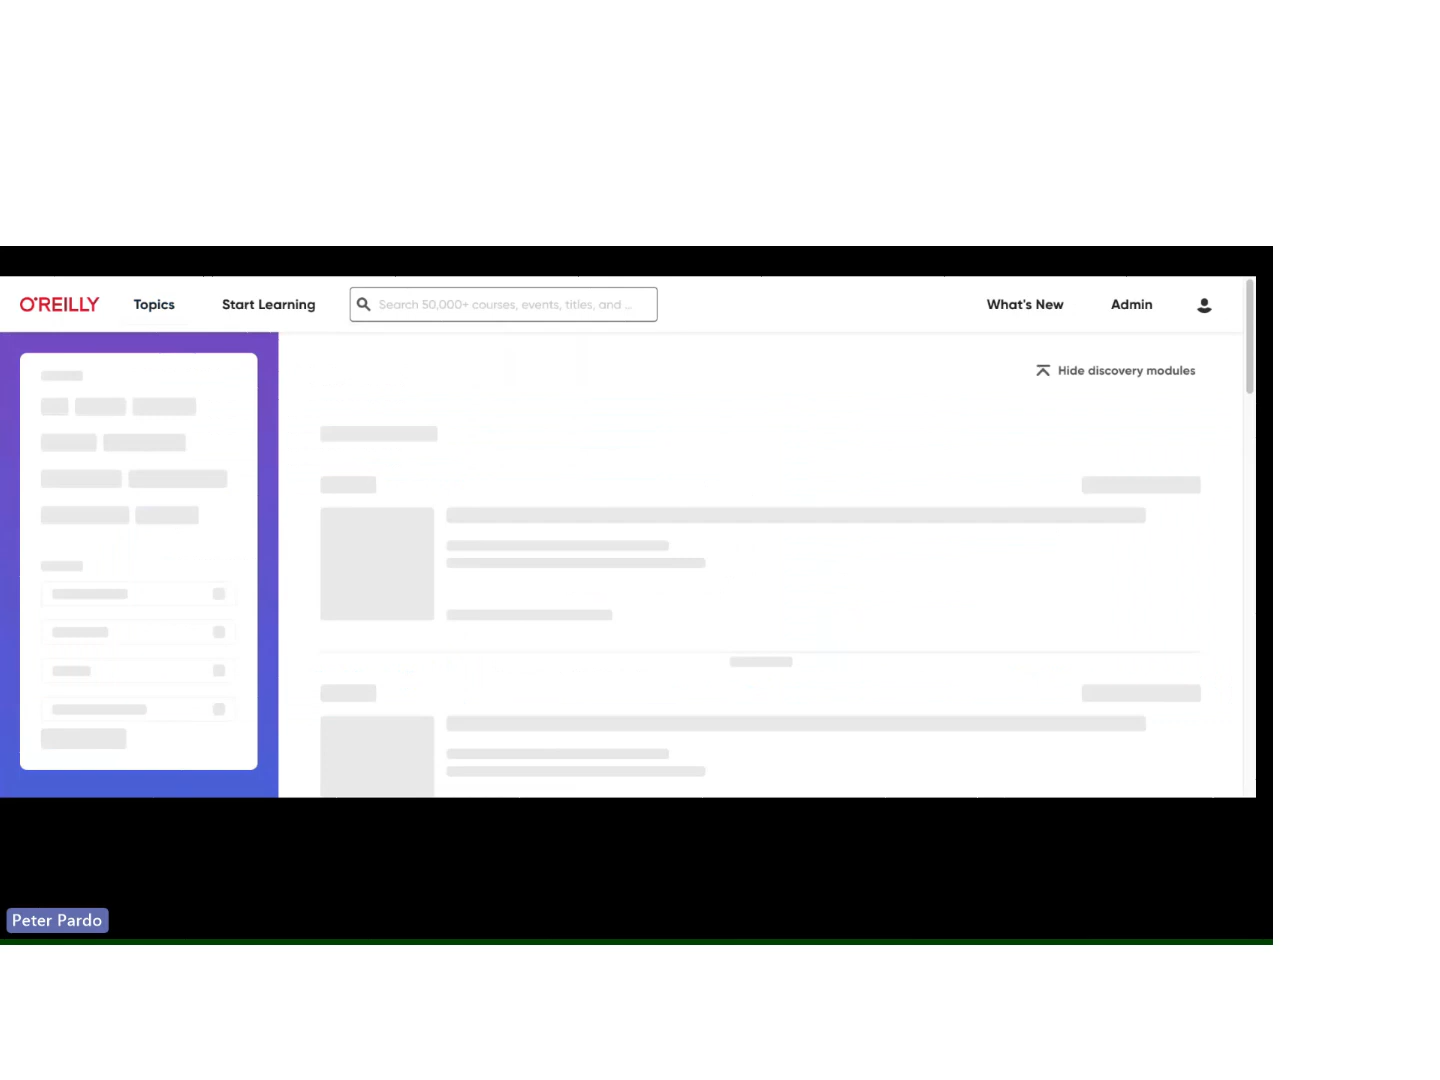 O'REILLY Topics Start Learning Search 50,000+ courses, events, titles, and ... What's New Admin
Hide discovery modules
Peter Pardo